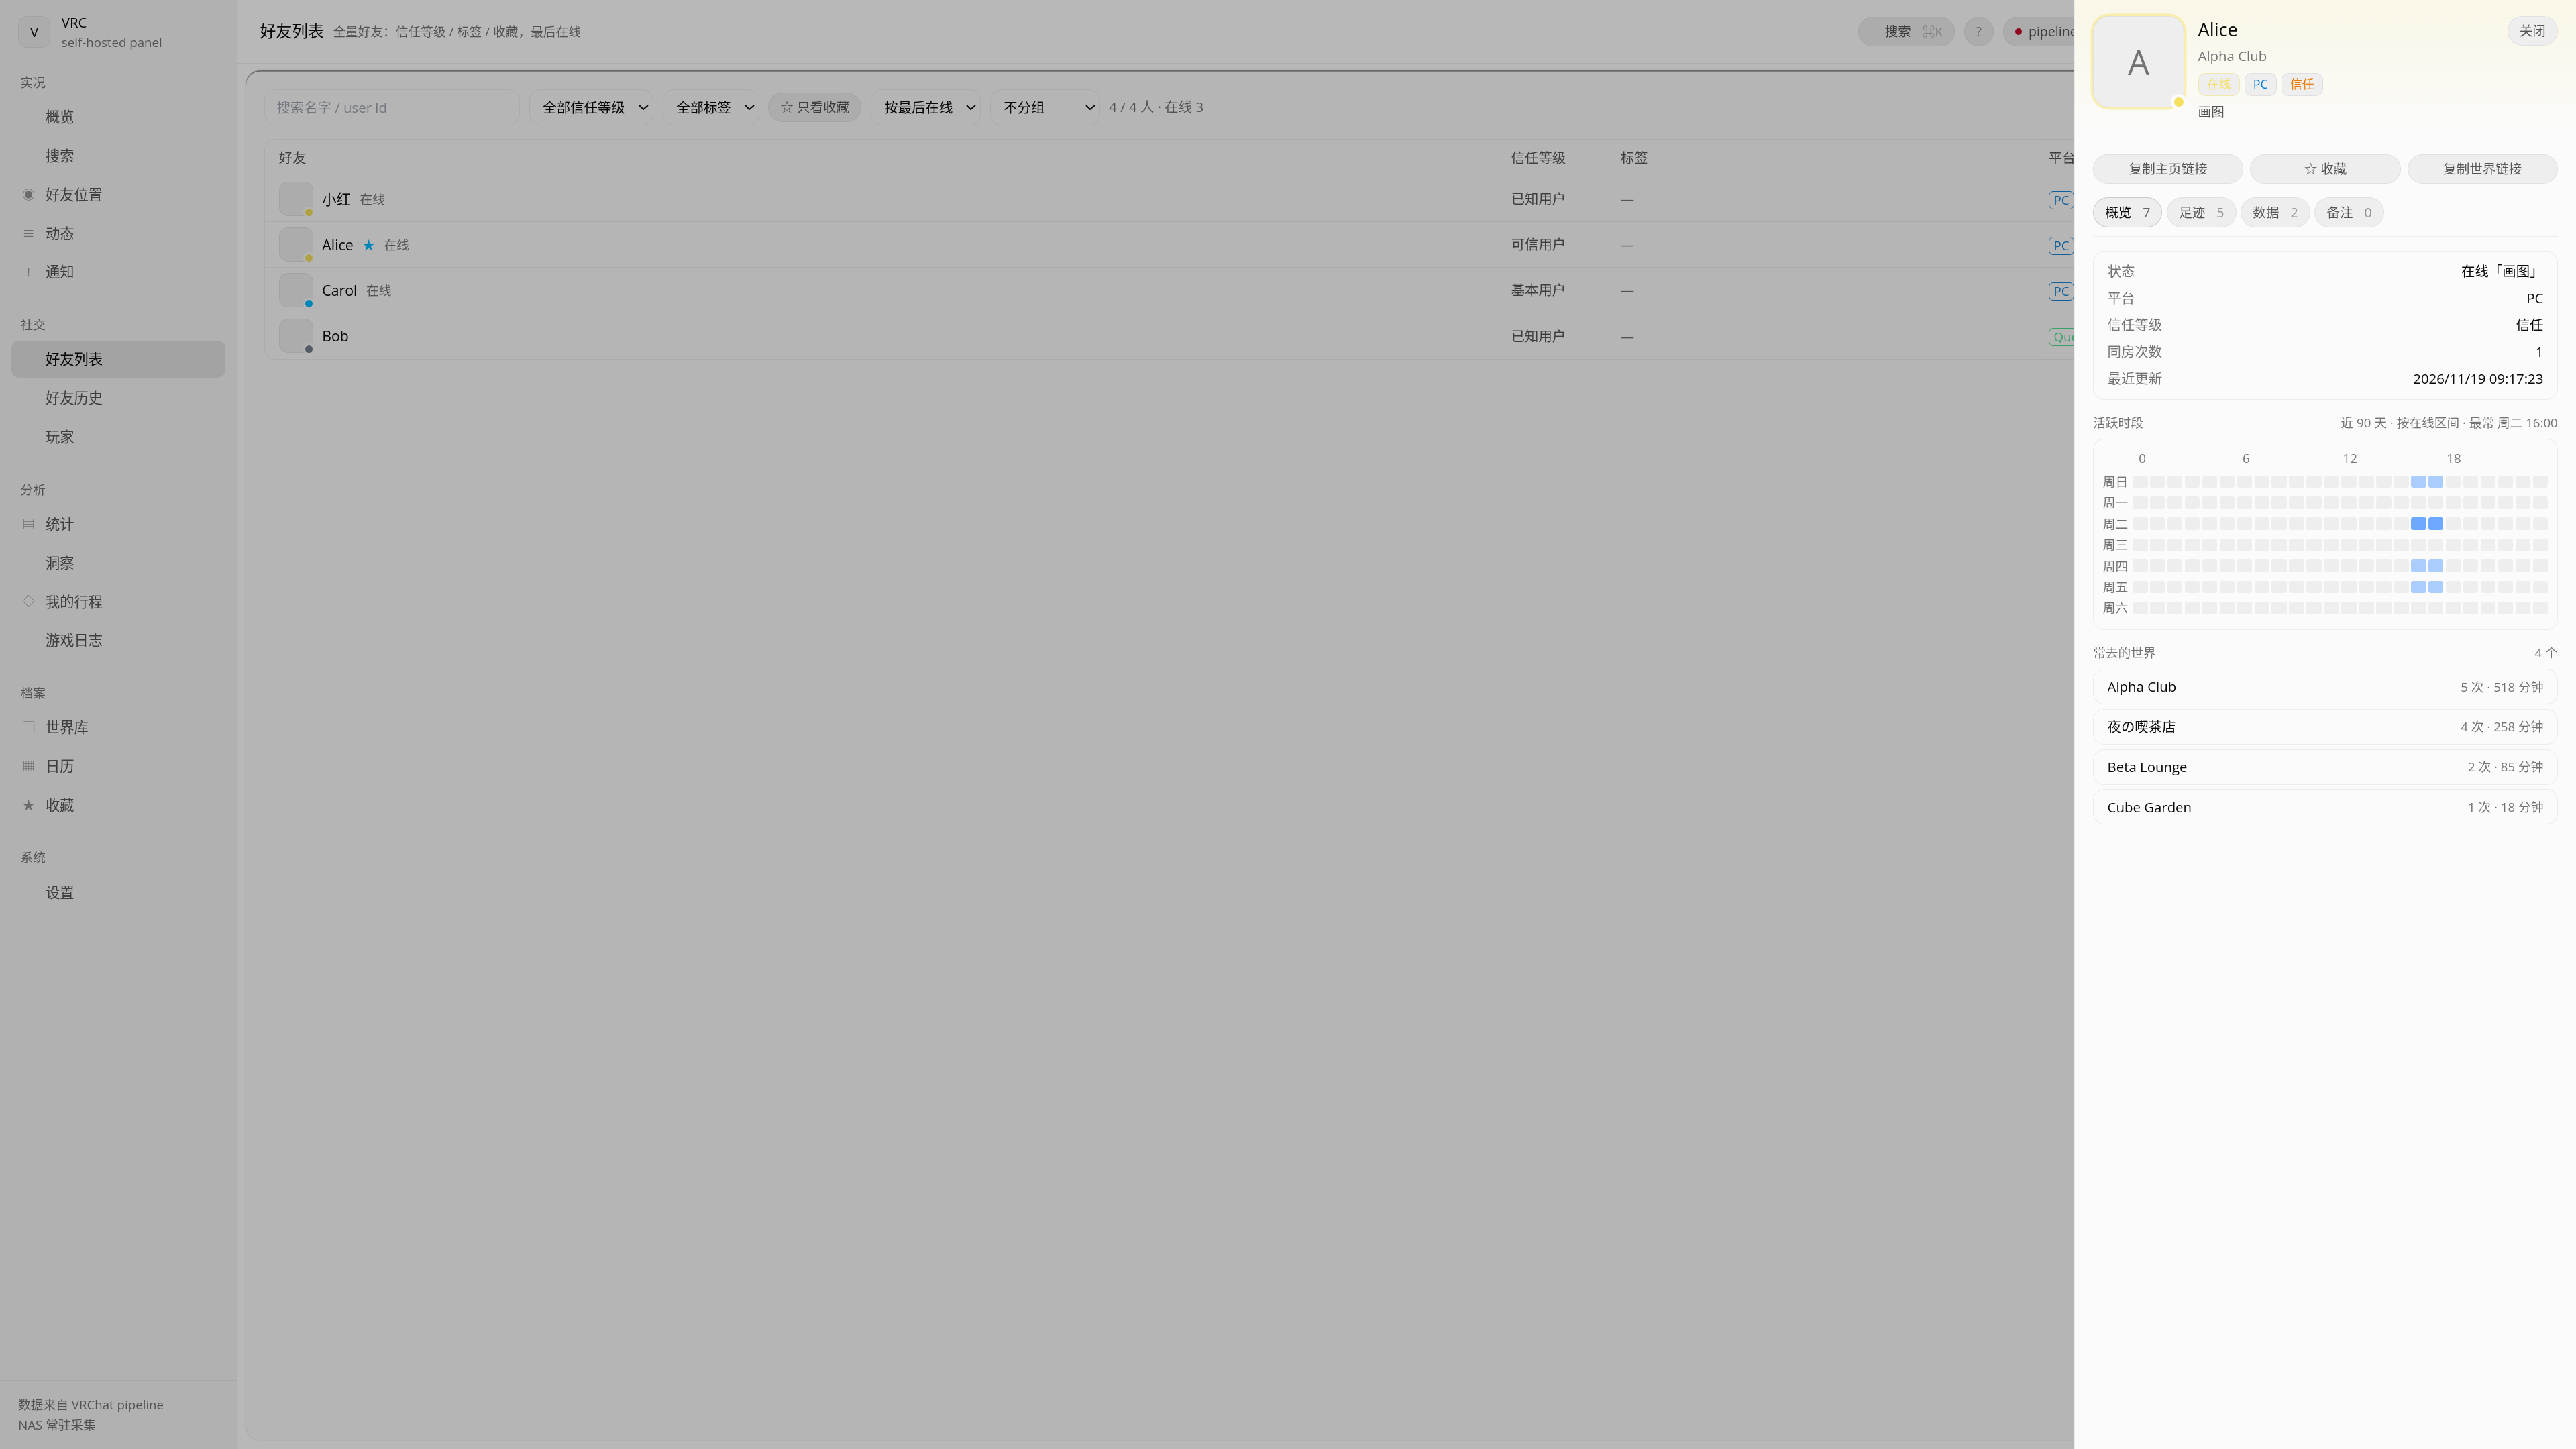 V
VRC
self-hosted panel
实况
概览
搜索
好友位置
动态
! 通知
社交
好友列表
好友历史
玩家
分析
统计
洞察
我的行程
游戏日志
档案
世界库
日历
★ 收藏
系统
设置
数据来自 VRChat pipeline
NAS 常驻采集
好友列表 全量好友：信任等级 / 标签 / 收藏，最后在线
搜索 ⌘K ? pipeline
搜索名字 / user id 全部信任等级 全部标签 ☆ 只看收藏 按最后在线 不分组 4 / 4 人 · 在线 3
好友 信任等级 标签 平台
小红 在线 已知用户 — PC
Alice ★ 在线 可信用户 — PC
Carol 在线 基本用户 — PC
Bob 已知用户 — Que
A
Alice
关闭
Alpha Club
在线 PC 信任
画图
复制主页链接 ☆ 收藏 复制世界链接
概览 7 足迹 5 数据 2 备注 0
状态 在线「画图」
平台 PC
信任等级 信任
同房次数 1
最近更新 2026/11/19 09:17:23
活跃时段 近 90 天 · 按在线区间 · 最常 周二 16:00
0 6 12 18
周日
周一
周二
周三
周四
周五
周六
常去的世界 4 个
Alpha Club 5 次 · 518 分钟
夜の喫茶店 4 次 · 258 分钟
Beta Lounge 2 次 · 85 分钟
Cube Garden 1 次 · 18 分钟